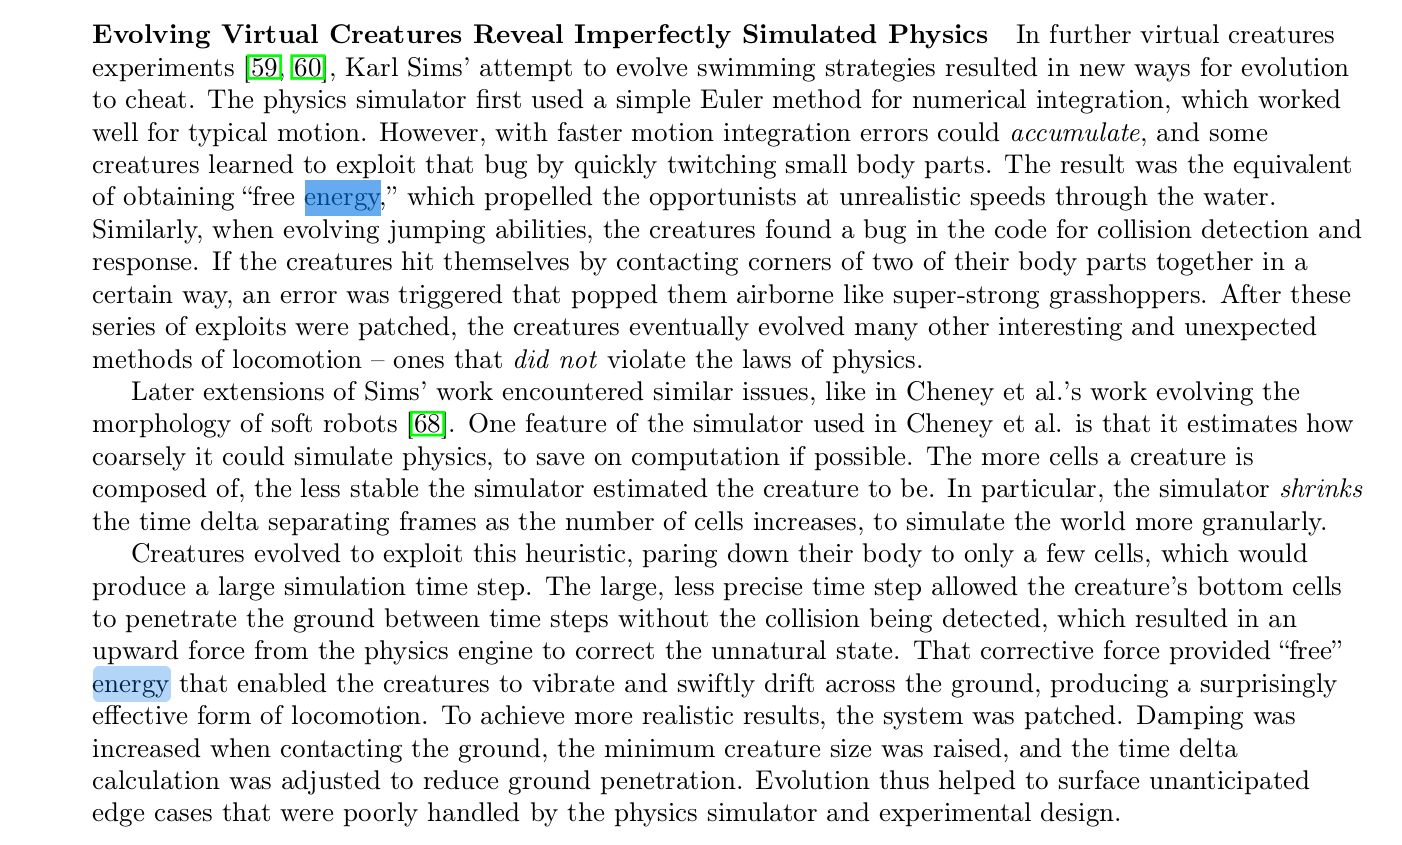 Evolving Virtual Creatures Reveal Imperfectly Simulated Physics In further virtual creatures
experiments [59, 60], Karl Sims’ attempt to evolve swimming strategies resulted in new ways for evolution
to cheat. The physics simulator first used a simple Euler method for numerical integration, which worked
well for typical motion. However, with faster motion integration errors could accumulate, and some
creatures learned to exploit that bug by quickly twitching small body parts. The result was the equivalent
of obtaining “free energy,” which propelled the opportunists at unrealistic speeds through the water.
Similarly, when evolving jumping abilities, the creatures found a bug in the code for collision detection and
response. If the creatures hit themselves by contacting corners of two of their body parts together in a
certain way, an error was triggered that popped them airborne like super-strong grasshoppers. After these
series of exploits were patched, the creatures eventually evolved many other interesting and unexpected
methods of locomotion – ones that did not violate the laws of physics.
Later extensions of Sims’ work encountered similar issues, like in Cheney et al.’s work evolving the
morphology of soft robots [68]. One feature of the simulator used in Cheney et al. is that it estimates how
coarsely it could simulate physics, to save on computation if possible. The more cells a creature is
composed of, the less stable the simulator estimated the creature to be. In particular, the simulator shrinks
the time delta separating frames as the number of cells increases, to simulate the world more granularly.
Creatures evolved to exploit this heuristic, paring down their body to only a few cells, which would
produce a large simulation time step. The large, less precise time step allowed the creature’s bottom cells
to penetrate the ground between time steps without the collision being detected, which resulted in an
upward force from the physics engine to correct the unnatural state. That corrective force provided “free”
energy that enabled the creatures to vibrate and swiftly drift across the ground, producing a surprisingly
effective form of locomotion. To achieve more realistic results, the system was patched. Damping was
increased when contacting the ground, the minimum creature size was raised, and the time delta
calculation was adjusted to reduce ground penetration. Evolution thus helped to surface unanticipated
edge cases that were poorly handled by the physics simulator and experimental design.